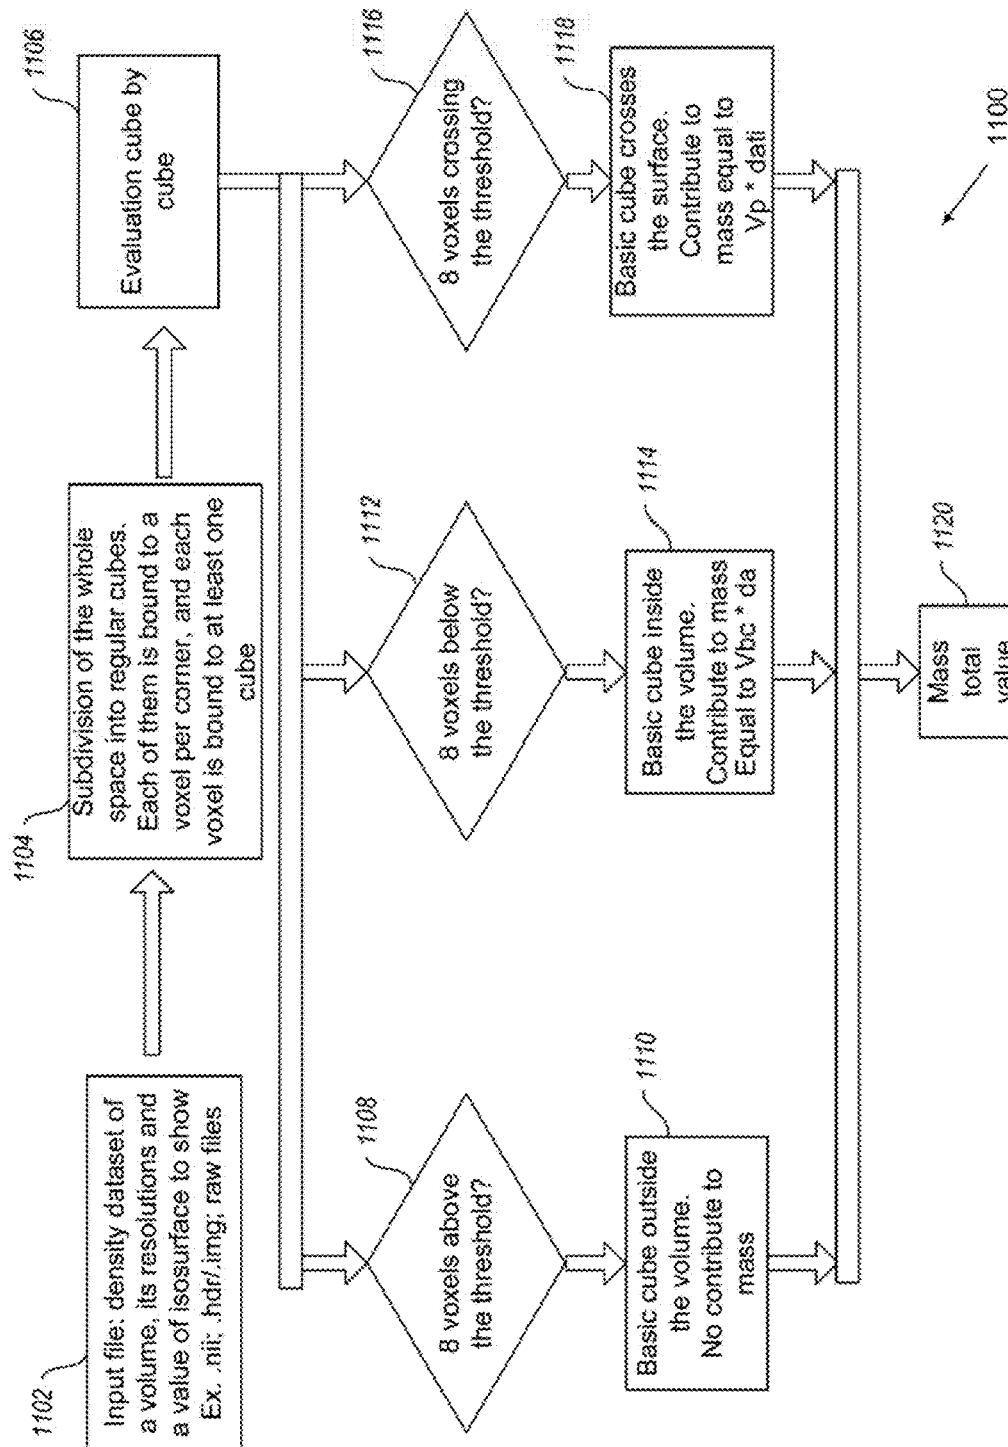 1102
Input file: density dataset of
a volume, its resolutions and
a value of isosurface to show
Ex. .nii; .hdr/.img; raw files
1104
Subdivision of the whole
space into regular cubes.
Each of them is bound to a
voxel per corner, and each
voxel is bound to at least one
cube
1106
Evaluation cube by
cube
1108
8 voxels above
the threshold?
1112
8 voxels below
the threshold?
1116
8 voxels crossing
the threshold?
1110
Basic cube outside
the volume.
No contribute to
mass
1114
Basic cube inside
the volume.
Contribute to mass
Equal to Vbc * da
1118
Basic cube crosses
the surface.
Contribute to
mass equal to
Vp * dati
1120
Mass
total
value
1100